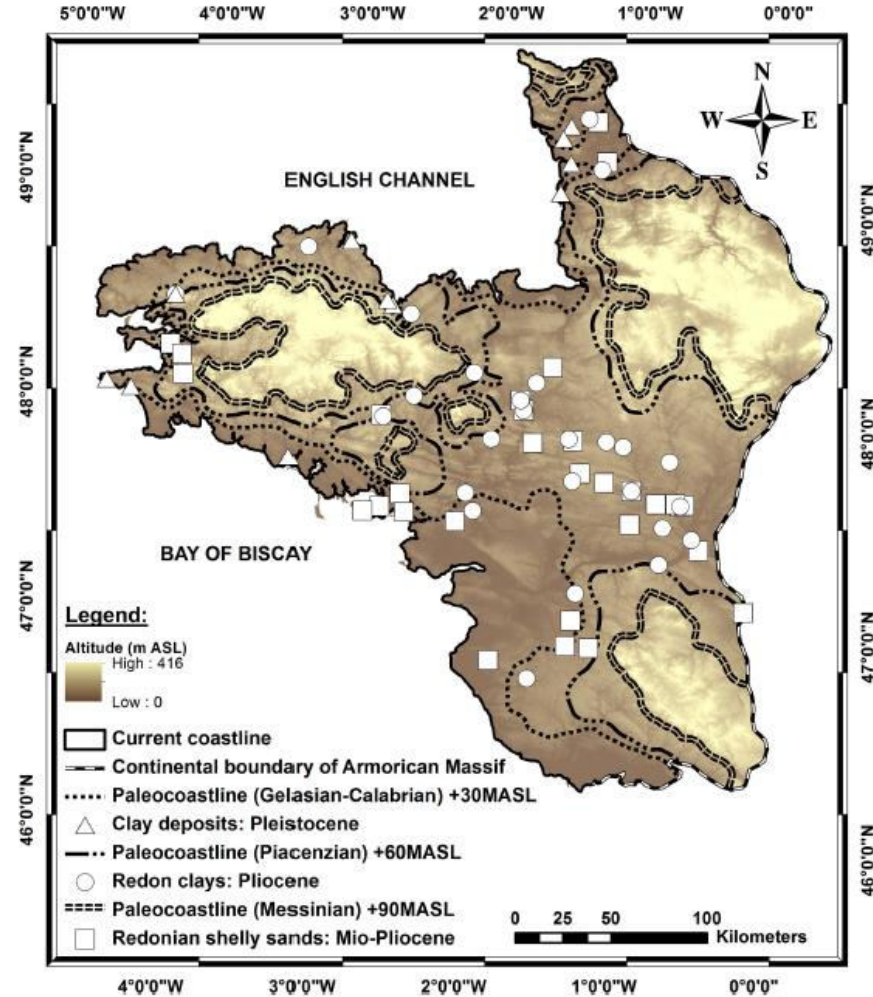 5°0'0"W 4°0'0"W 3°0'0"W 2°0'0"W 1°0'0"W 0°0'0"
49°0'0"N
48°0'0"N
47°0'0"N
46°0'0"N
N
W E
S
ENGLISH CHANNEL
BAY OF BISCAY
Legend:
Altitude (m ASL)
High : 416
Low : 0
Current coastline
Continental boundary of Armorican Massif
Paleocoastline (Gelasian-Calabrian) +30MASL
Clay deposits: Pleistocene
Paleocoastline (Piacenzian) +60MASL
Redon clays: Pliocene
Paleocoastline (Messinian) +90MASL
Redonian shelly sands: Mio-Pliocene
0 25 50 100
Kilometers
49°0'0"N
48°0'0"N
47°0'0"N
46°0'0"N
4°0'0"W 3°0'0"W 2°0'0"W 1°0'0"W 0°0'0"